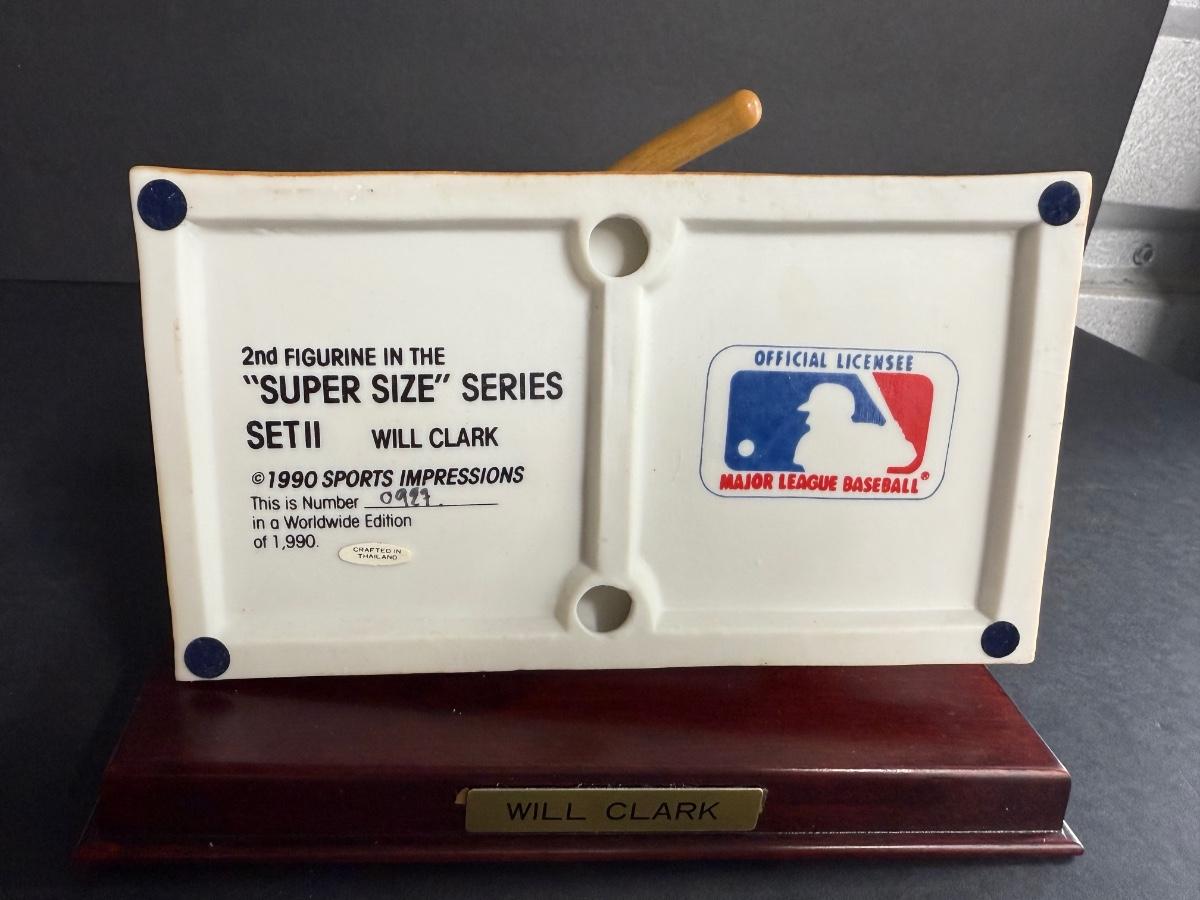 2nd FIGURINE IN THE
"SUPER SIZE" SERIES
SET II WILL CLARK
© 1990 SPORTS IMPRESSIONS
This is Number 0927.
in a Worldwide Edition
of 1,990.
CRAFTED IN
THAILAND
OFFICIAL LICENSEE
MAJOR LEAGUE BASEBALL®
WILL CLARK